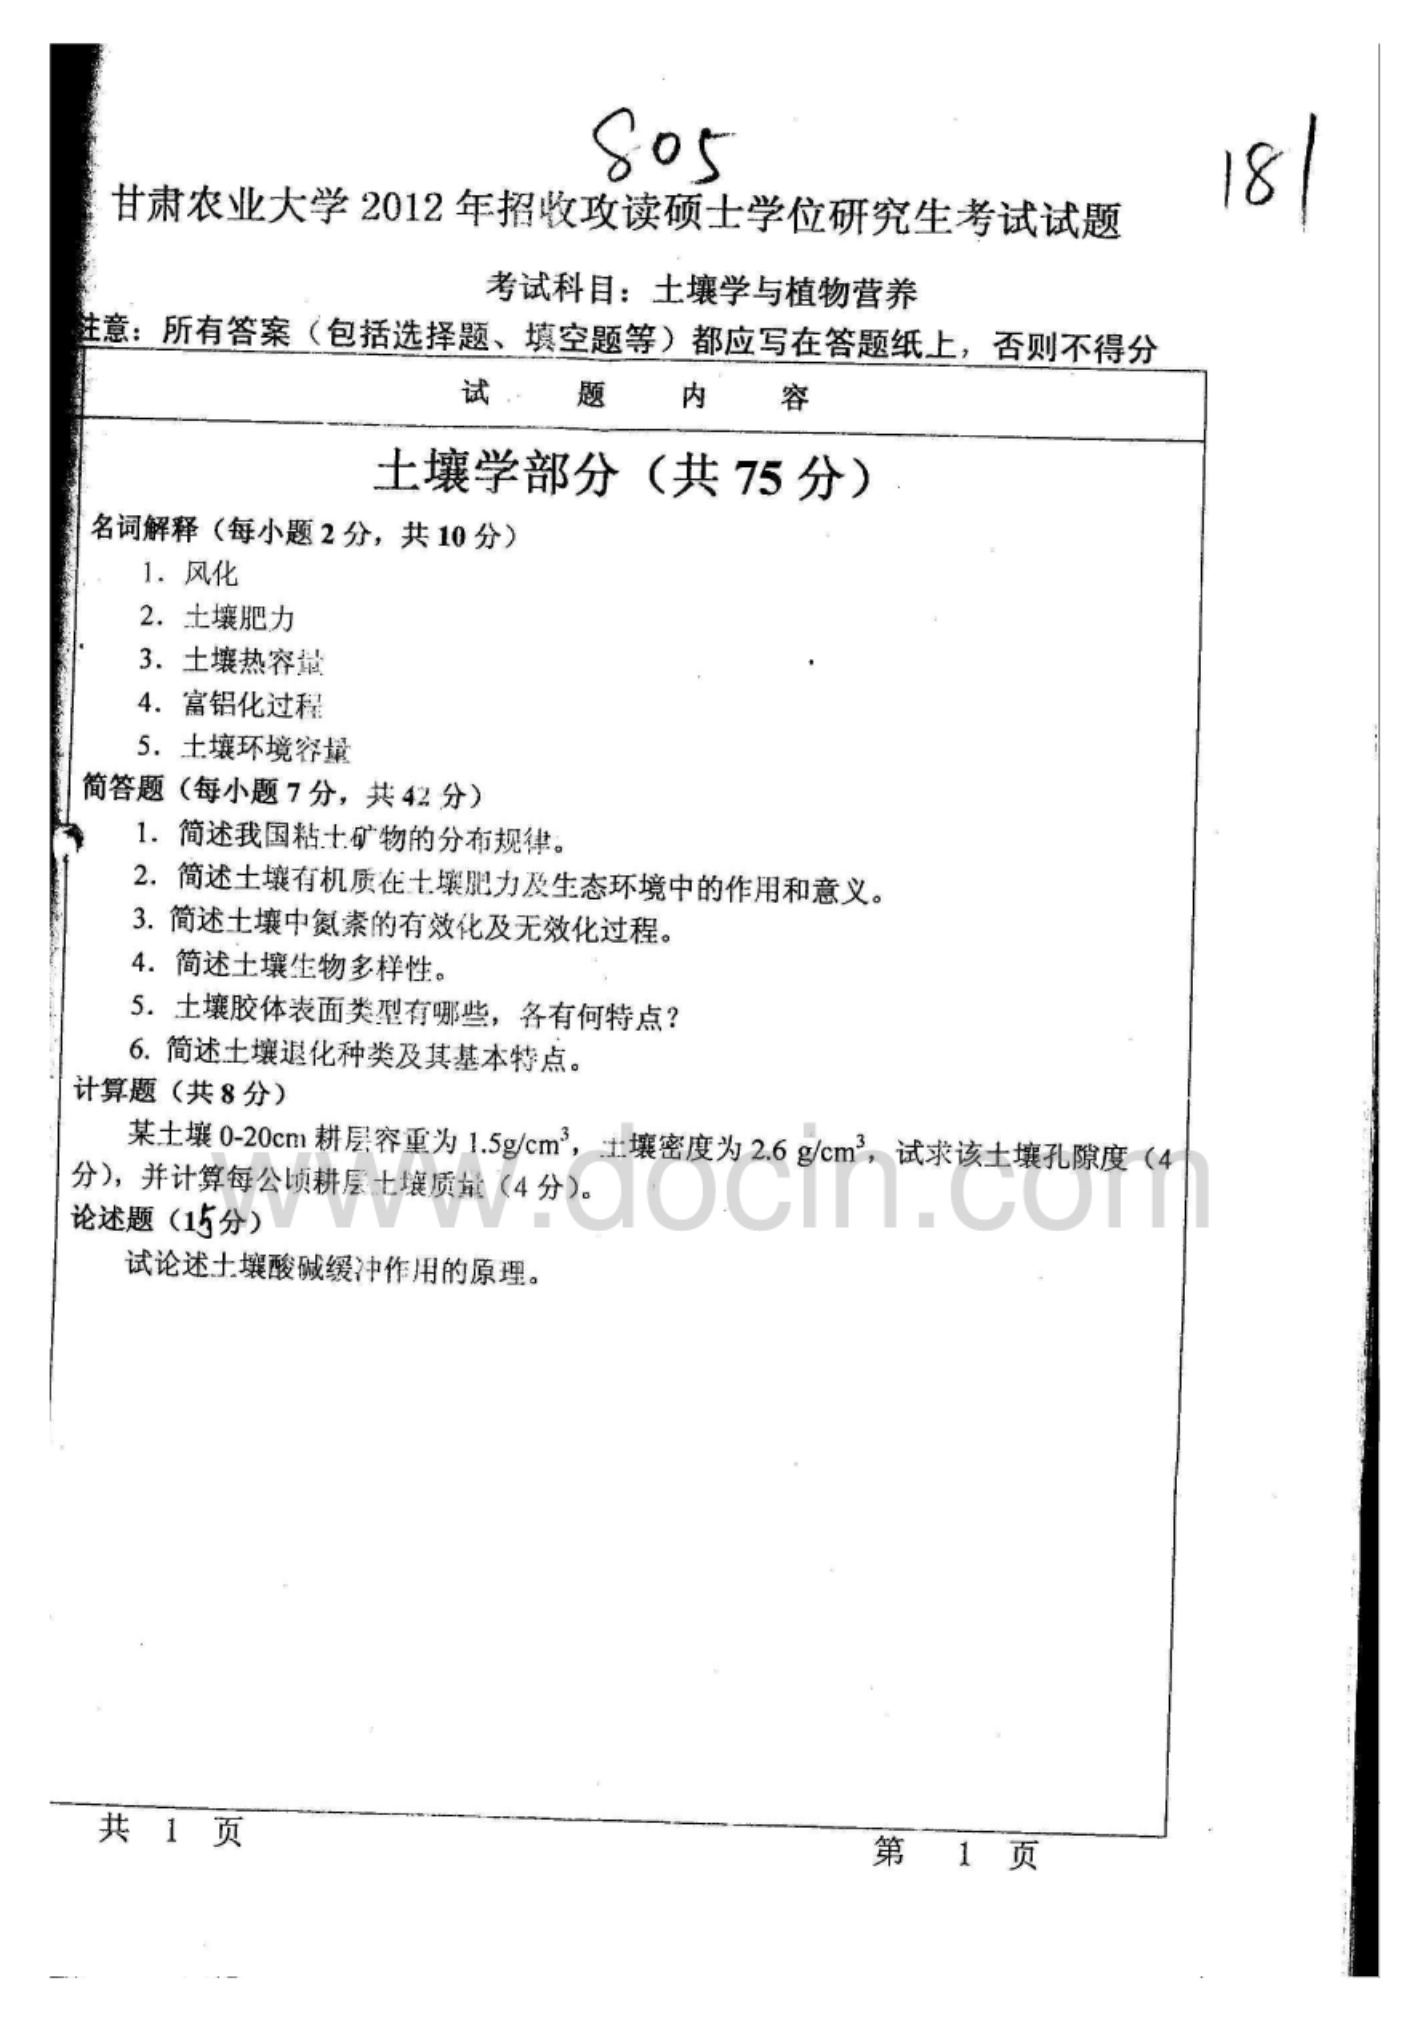 805
181
甘肃农业大学 2012 年招收攻读硕士学位研究生考试试题
考试科目：土壤学与植物营养
注意：所有答案（包括选择题、填空题等）都应写在答题纸上，否则不得分
试 题 内 容
土壤学部分（共 75 分）
名词解释（每小题 2 分，共 10 分）
1．风化
2．土壤肥力
3．土壤热容量
4．富铝化过程
5．土壤环境容量
简答题（每小题 7 分，共 42 分）
1．简述我国粘土矿物的分布规律。
2．简述土壤有机质在土壤肥力及生态环境中的作用和意义。
3. 简述土壤中氮素的有效化及无效化过程。
4．简述土壤生物多样性。
5．土壤胶体表面类型有哪些，各有何特点？
6. 简述土壤退化种类及其基本特点。
计算题（共 8 分）
某土壤 0-20cm 耕层容重为 1.5g/cm³，土壤密度为 2.6 g/cm³，试求该土壤孔隙度（4
分），并计算每公顷耕层土壤质量（4 分）。
www.docin.com
论述题（15分）
试论述土壤酸碱缓冲作用的原理。
共 1 页
第 1 页